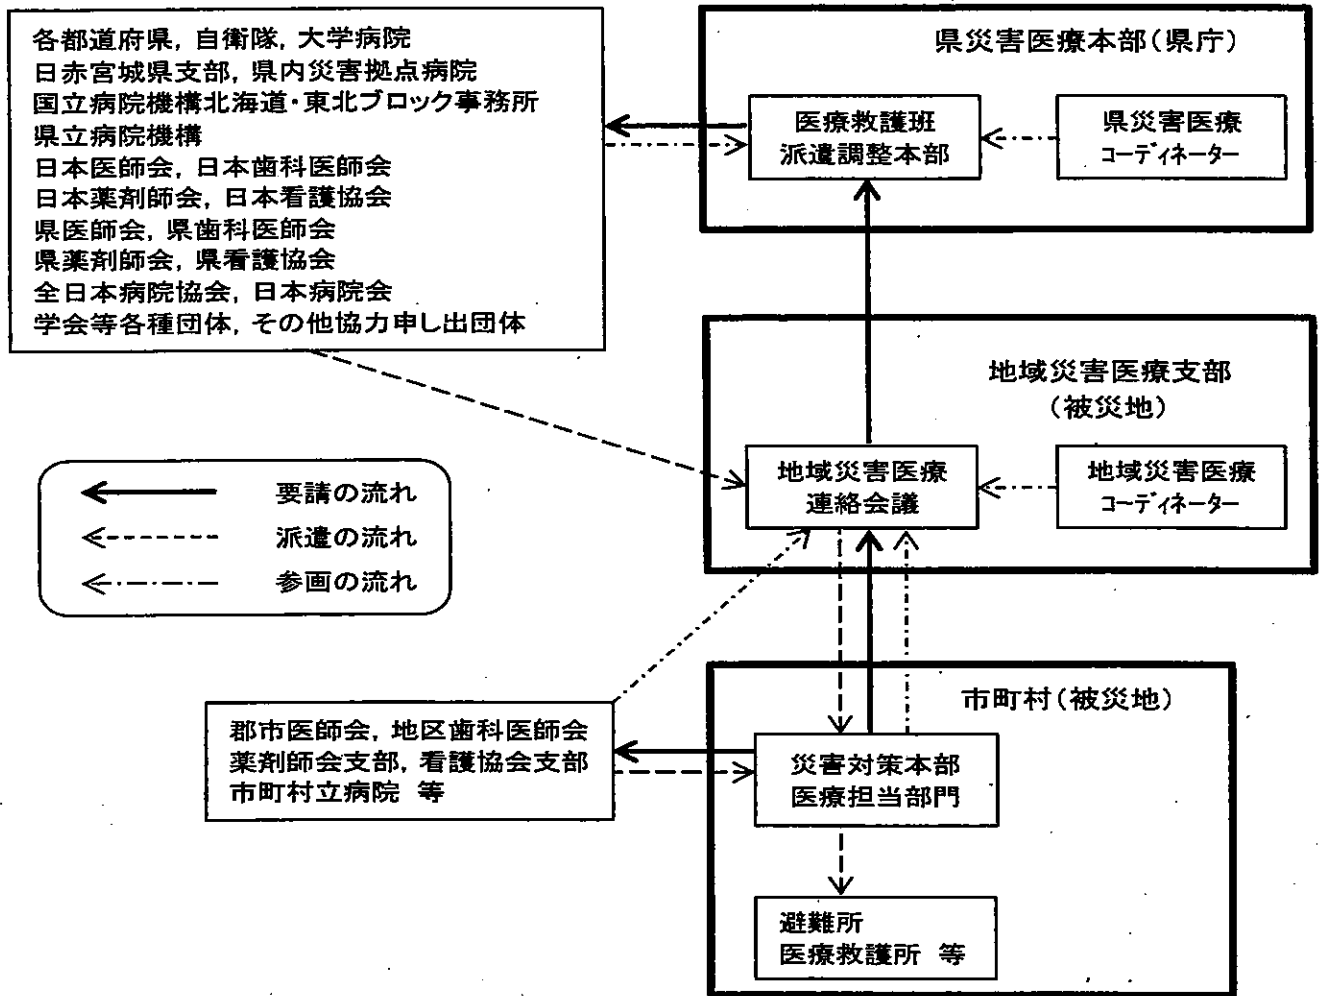 各都道府県, 自衛隊, 大学病院
日赤宮城県支部, 県内災害拠点病院
国立病院機構北海道・東北ブロック事務所
県立病院機構
日本医師会, 日本歯科医師会
日本薬剤師会, 日本看護協会
県医師会, 県歯科医師会
県薬剤師会, 県看護協会
全日本病院協会, 日本病院会
学会等各種団体, その他協力申し出団体
県災害医療本部(県庁)
医療救護班
派遣調整本部
県災害医療
コーディネーター
地域災害医療支部
(被災地)
地域災害医療
連絡会議
地域災害医療
コーディネーター
要請の流れ
派遣の流れ
参画の流れ
市町村(被災地)
郡市医師会, 地区歯科医師会
薬剤師会支部, 看護協会支部
市町村立病院 等
災害対策本部
医療担当部門
避難所
医療救護所 等